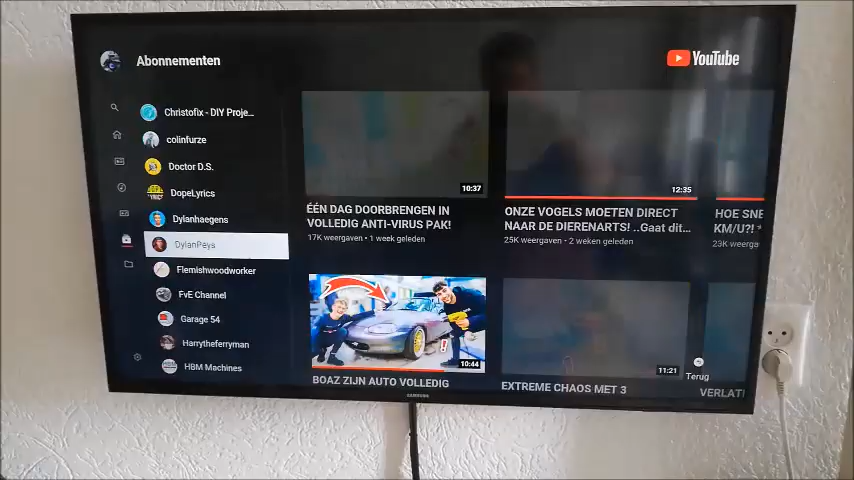 Abonnementen
YouTube
Christofix - DIY Proje...
colinfurze
Doctor D.S.
DopeLyrics
Dylanhaegens
DylanPeys
Flemishwoodworker
FvE Channel
Garage 54
Harrytheferryman
HBM Machines
10:37
ÉÉN DAG DOORBRENGEN IN
VOLLEDIG ANTI-VIRUS PAK!
17K weergaven • 1 week geleden
12:35
ONZE VOGELS MOETEN DIRECT
NAAR DE DIERENARTS! ..Gaat dit...
25K weergaven • 2 weken geleden
HOE SNE
KM/U?! *
23K weerga
10:44
BOAZ ZIJN AUTO VOLLEDIG
11:21
EXTREME CHAOS MET 3
Terug
VERLAT
SAMSUNG